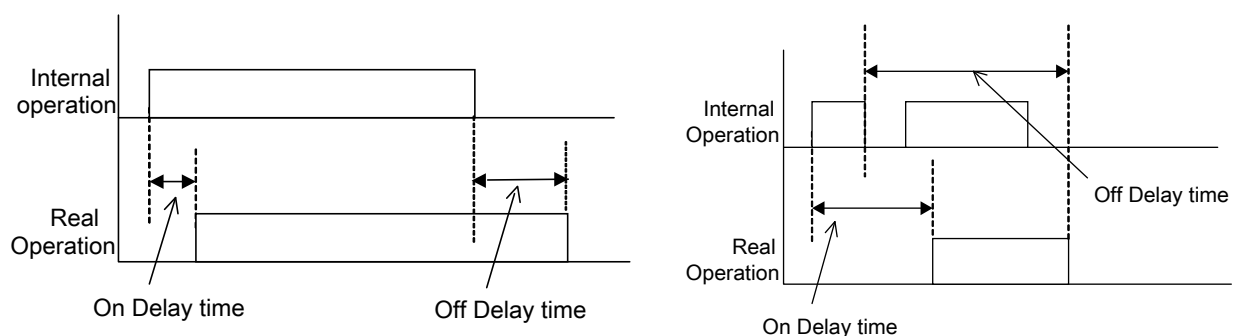 Internal
operation
Real
Operation
On Delay time
Off Delay time
Internal
Operation
Off Delay time
Real
Operation
On Delay time